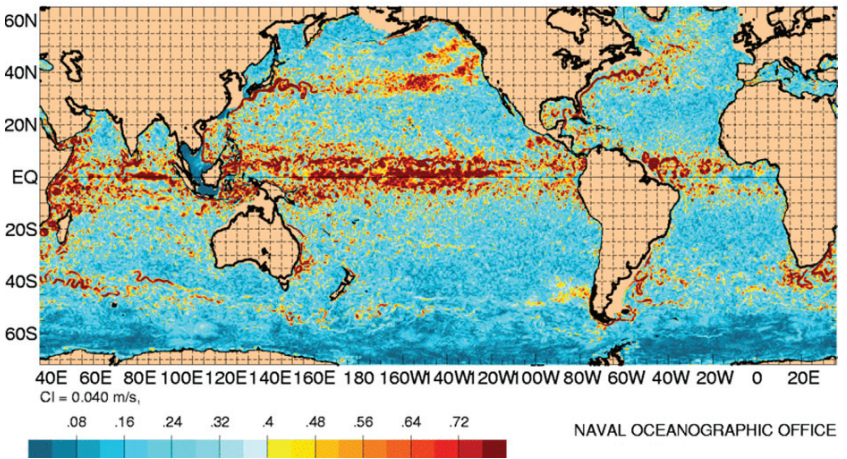 60N
40N
20N
EQ
20S
40S
60S
40E 60E 80E 100E 120E 140E 160E 180 160W 140W 120W 100W 80W 60W 40W 20W 0 20E
CI = 0.040 m/s,
.08 .16 .24 .32 .4 .48 .56 .64 .72
NAVAL OCEANOGRAPHIC OFFICE